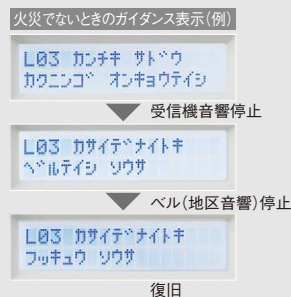 火災でないときのガイダンス表示(例)
L03 カンチキ サドウ
カクニンゴ オンキョウテイシ
受信機音響停止
L03 カサイデナイトキ
ベルテイシ ソウサ
ベル(地区音響)停止
L03 カサイデナイトキ
フッキュウ ソウサ
復旧